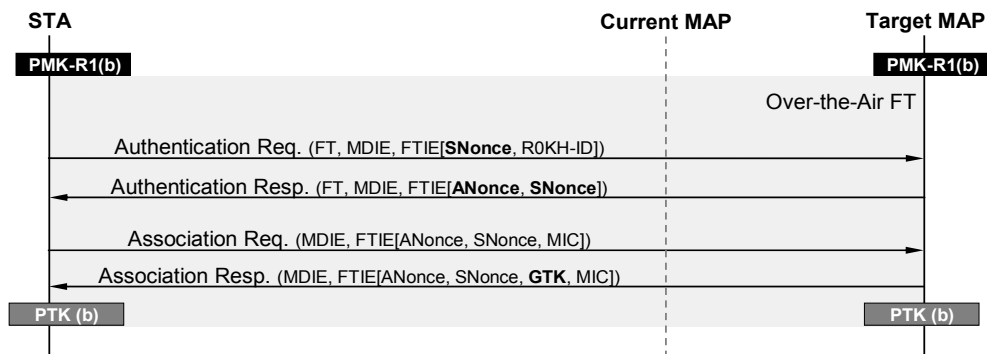 STA Current MAP Target MAP
PMK-R1(b) PMK-R1(b)
Over-the-Air FT
Authentication Req. (FT, MDIE, FTIE[SNonce, R0KH-ID])
Authentication Resp. (FT, MDIE, FTIE[ANonce, SNonce])
Association Req. (MDIE, FTIE[ANonce, SNonce, MIC])
Association Resp. (MDIE, FTIE[ANonce, SNonce, GTK, MIC])
PTK (b) PTK (b)